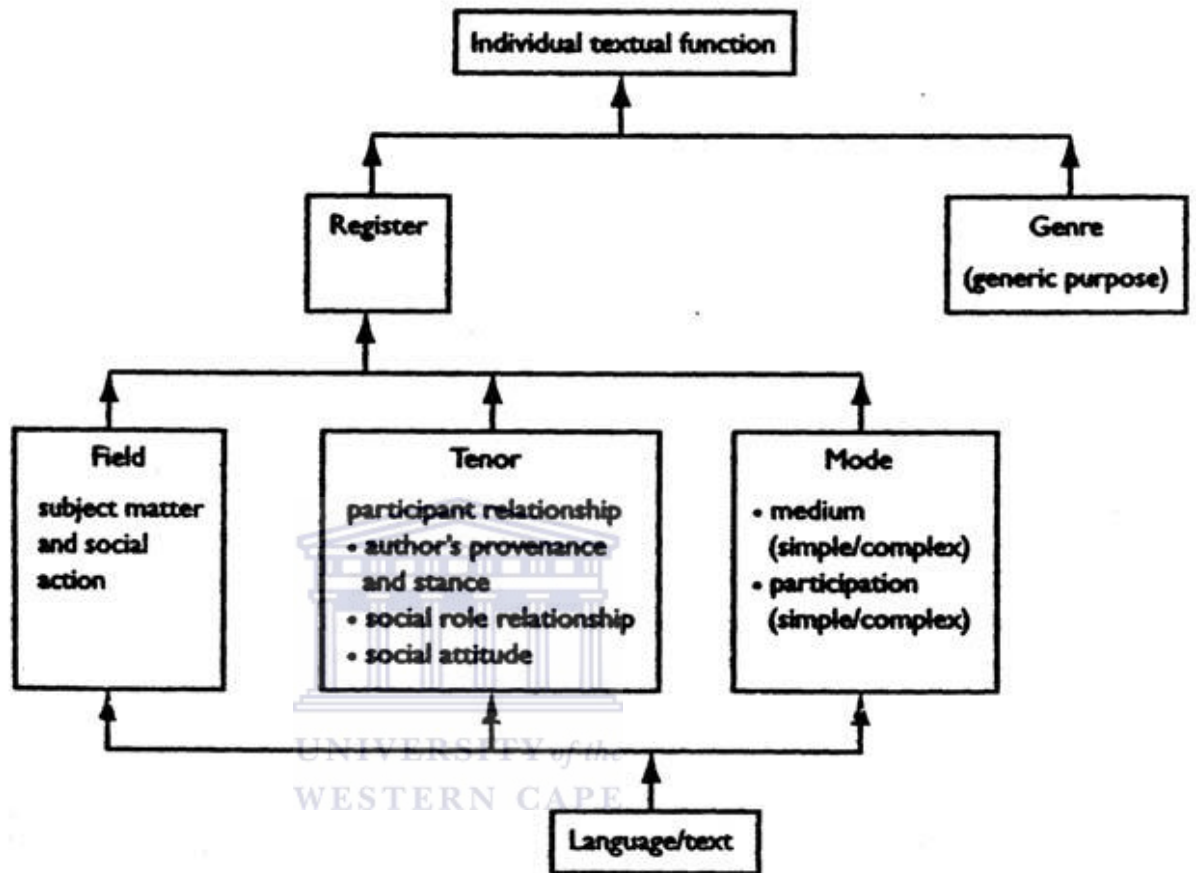 Individual textual function
Register
Genre
(generic purpose)
Field
subject matter
and social
action
Tenor
participant relationship
• author's provenance
and stance
• social role relationship
• social attitude
Mode
• medium
(simple/complex)
• participation
(simple/complex)
UNIVERSITY of the
WESTERN CAPE
Language/text